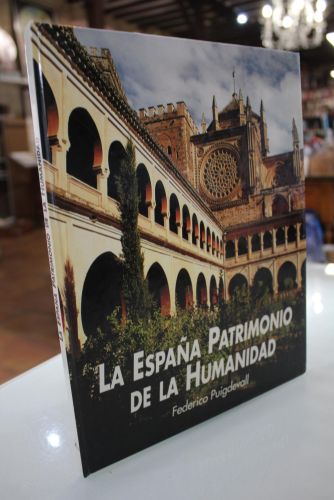 LA ESPAÑA PATRIMONIO
DE LA HUMANIDAD
Federico Puigdevall